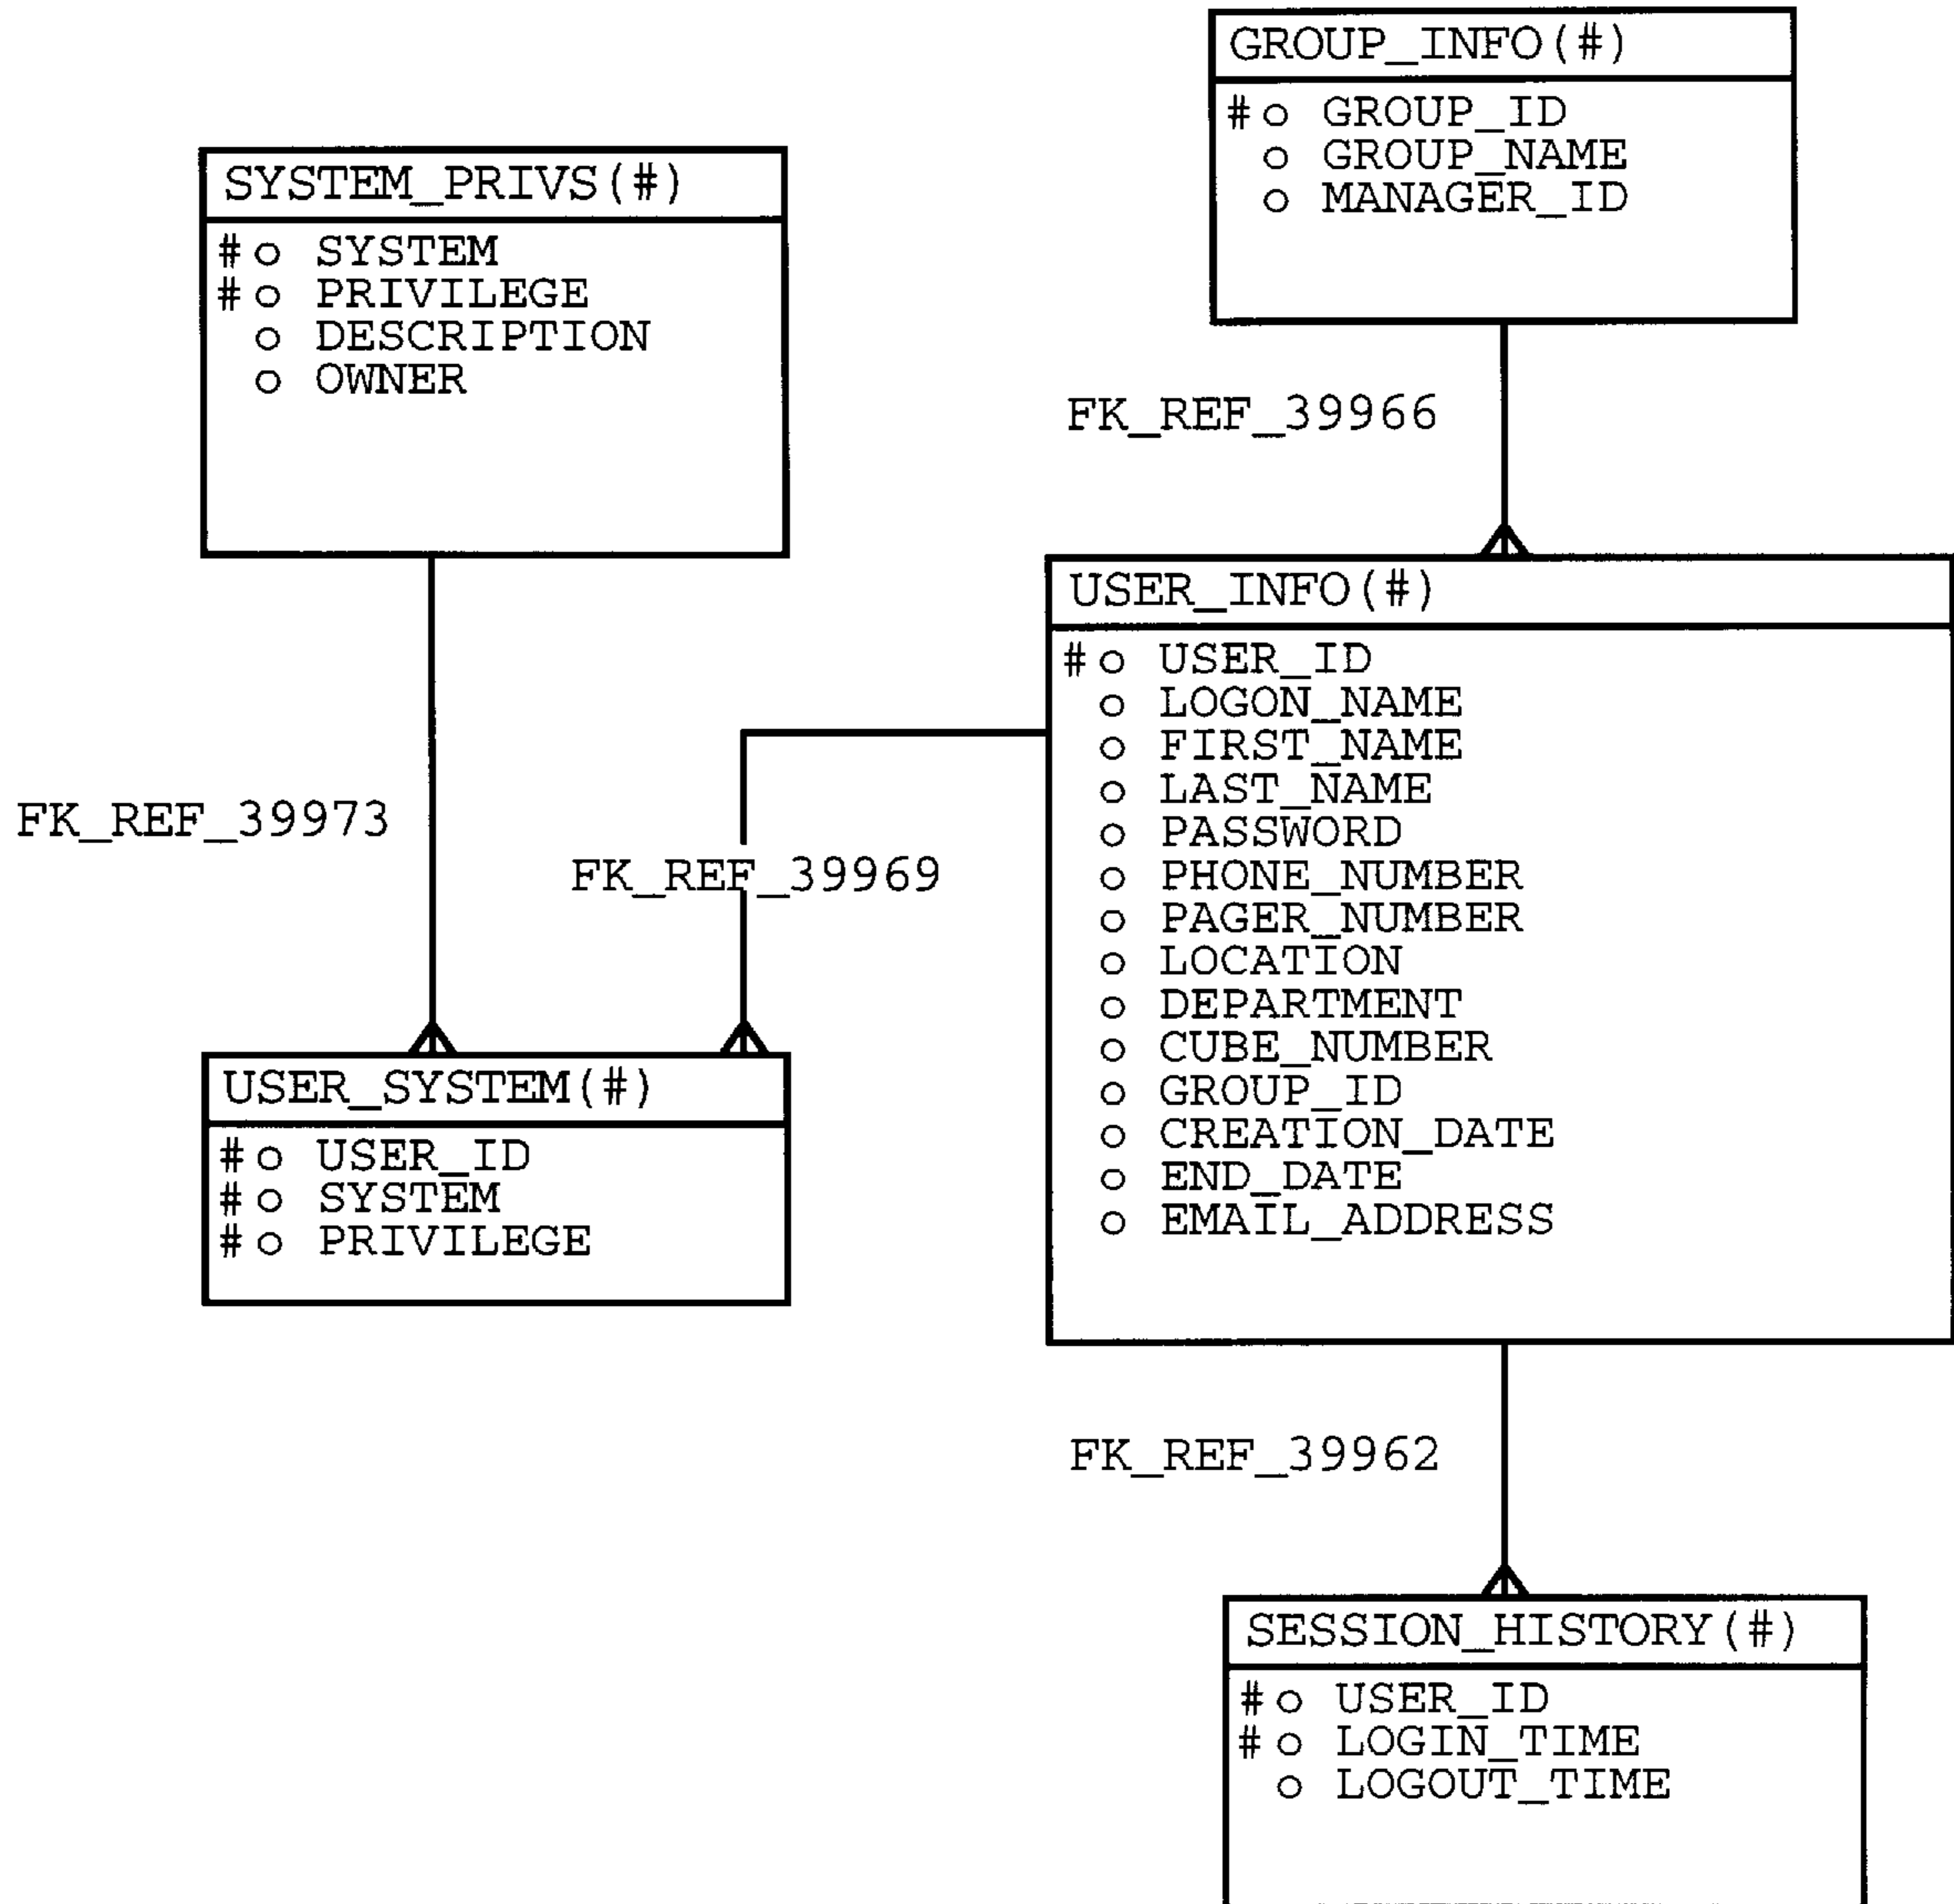 GROUP_INFO(#)
#o GROUP_ID
o GROUP_NAME
o MANAGER_ID
SYSTEM_PRIVS(#)
#o SYSTEM
#o PRIVILEGE
o DESCRIPTION
o OWNER
FK_REF_39966
USER_INFO(#)
#o USER_ID
o LOGON_NAME
o FIRST_NAME
o LAST_NAME
o PASSWORD
o PHONE_NUMBER
o PAGER_NUMBER
o LOCATION
o DEPARTMENT
o CUBE_NUMBER
o GROUP_ID
o CREATION_DATE
o END_DATE
o EMAIL_ADDRESS
FK_REF_39973
FK_REF_39969
USER_SYSTEM(#)
#o USER_ID
#o SYSTEM
#o PRIVILEGE
FK_REF_39962
SESSION_HISTORY(#)
#o USER_ID
#o LOGIN_TIME
o LOGOUT_TIME